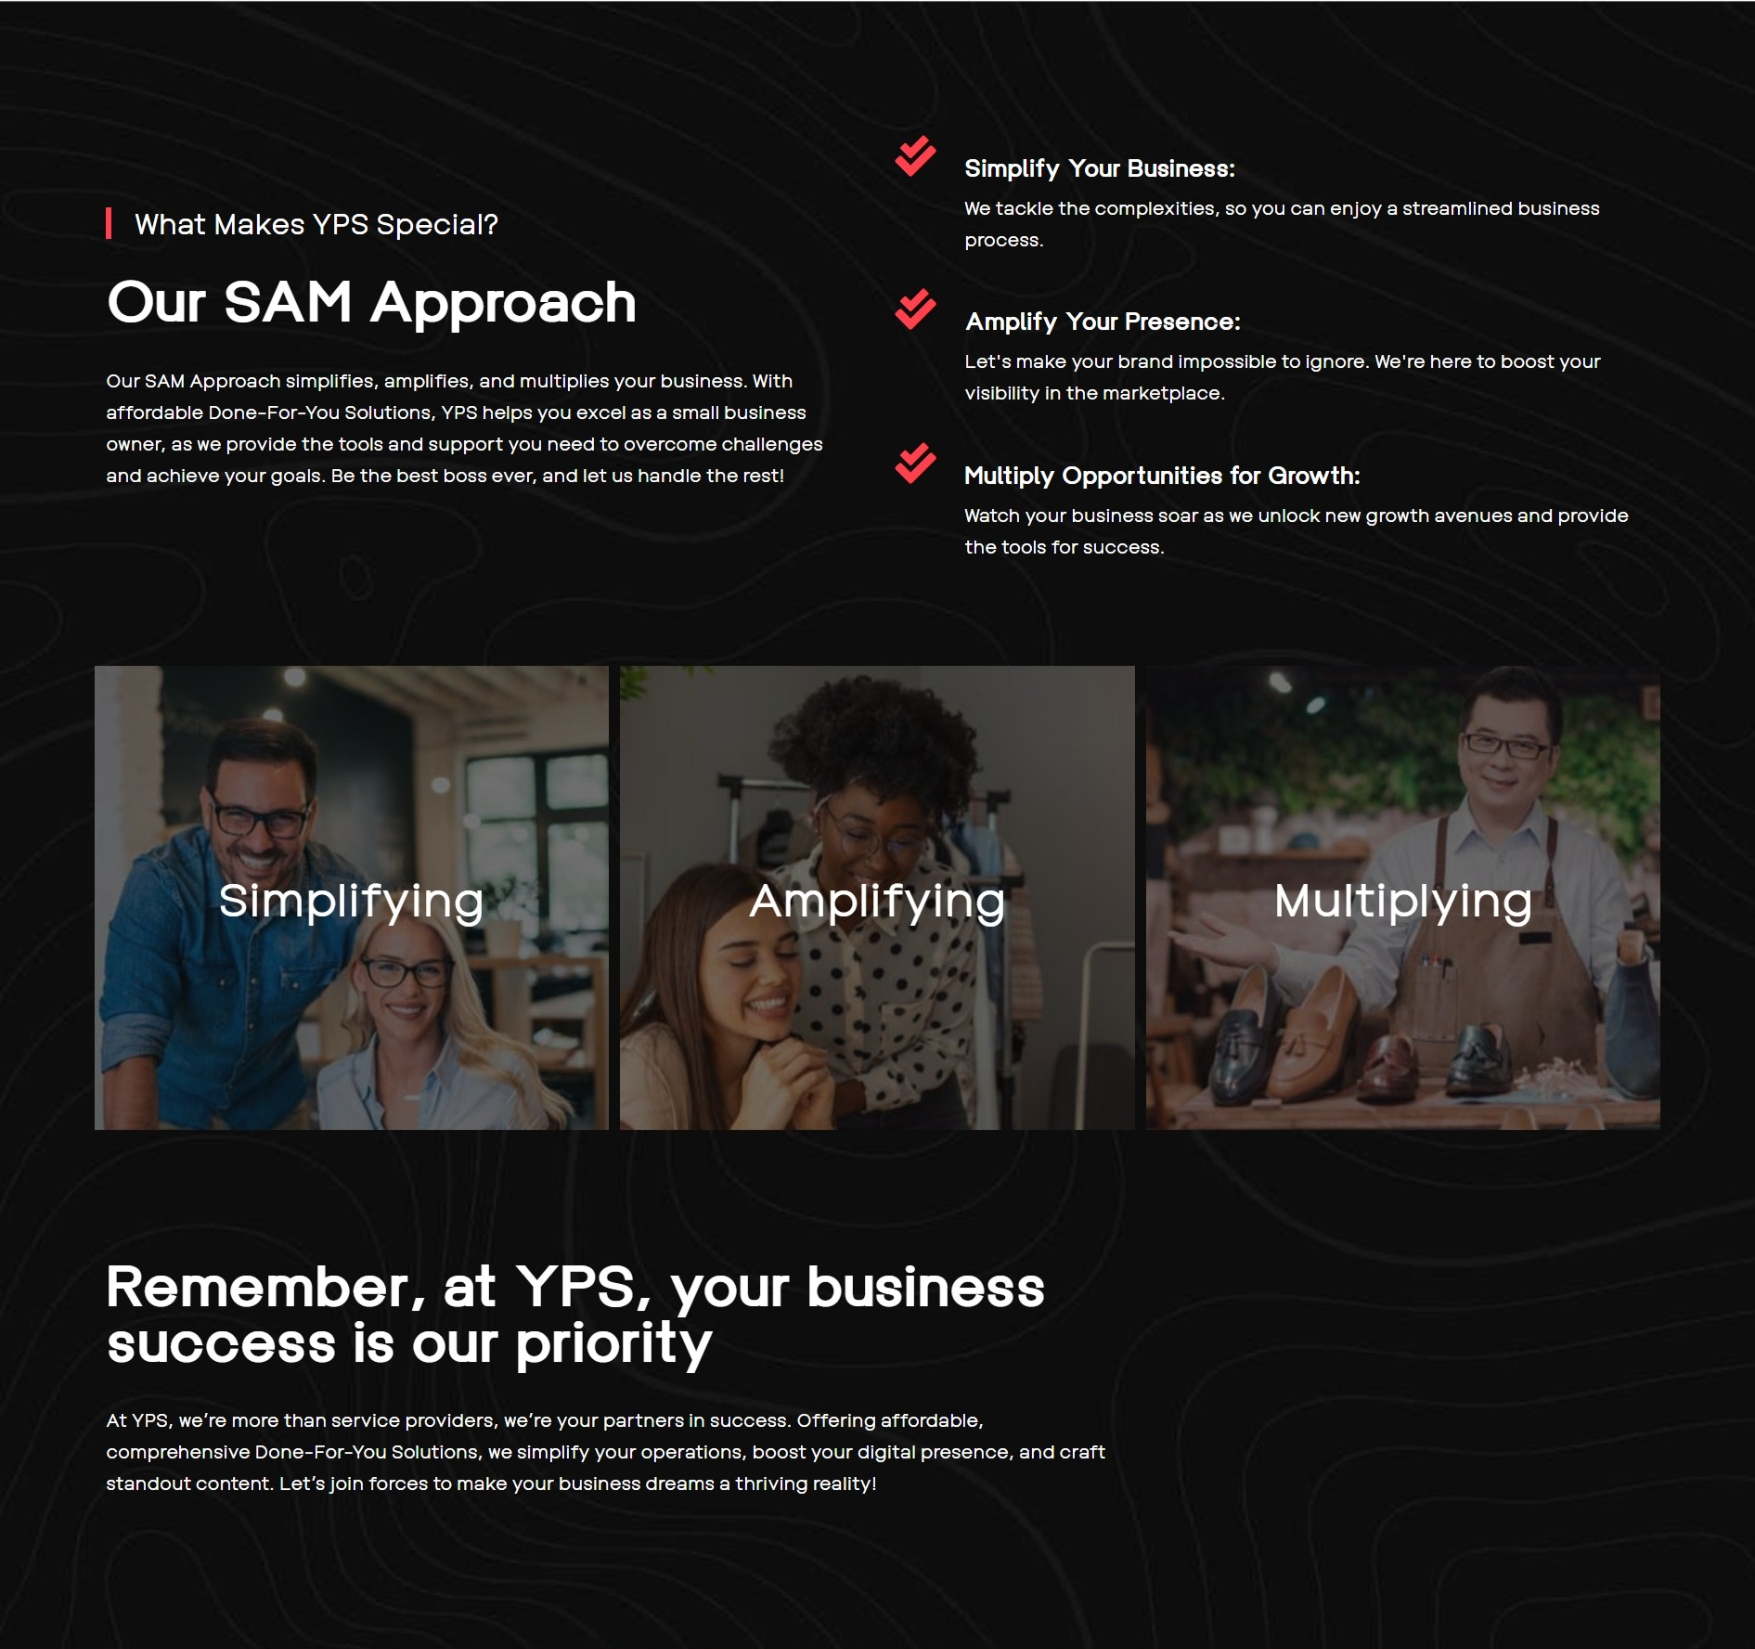 What Makes YPS Special?
Our SAM Approach
Our SAM Approach simplifies, amplifies, and multiplies your business. With
affordable Done-For-You Solutions, YPS helps you excel as a small business
owner, as we provide the tools and support you need to overcome challenges
and achieve your goals. Be the best boss ever, and let us handle the rest!
Simplify Your Business:
We tackle the complexities, so you can enjoy a streamlined business
process.
Amplify Your Presence:
Let's make your brand impossible to ignore. We're here to boost your
visibility in the marketplace.
Multiply Opportunities for Growth:
Watch your business soar as we unlock new growth avenues and provide
the tools for success.
Simplifying
Amplifying
Multiplying
Remember, at YPS, your business
success is our priority
At YPS, we’re more than service providers, we’re your partners in success. Offering affordable,
comprehensive Done-For-You Solutions, we simplify your operations, boost your digital presence, and craft
standout content. Let’s join forces to make your business dreams a thriving reality!